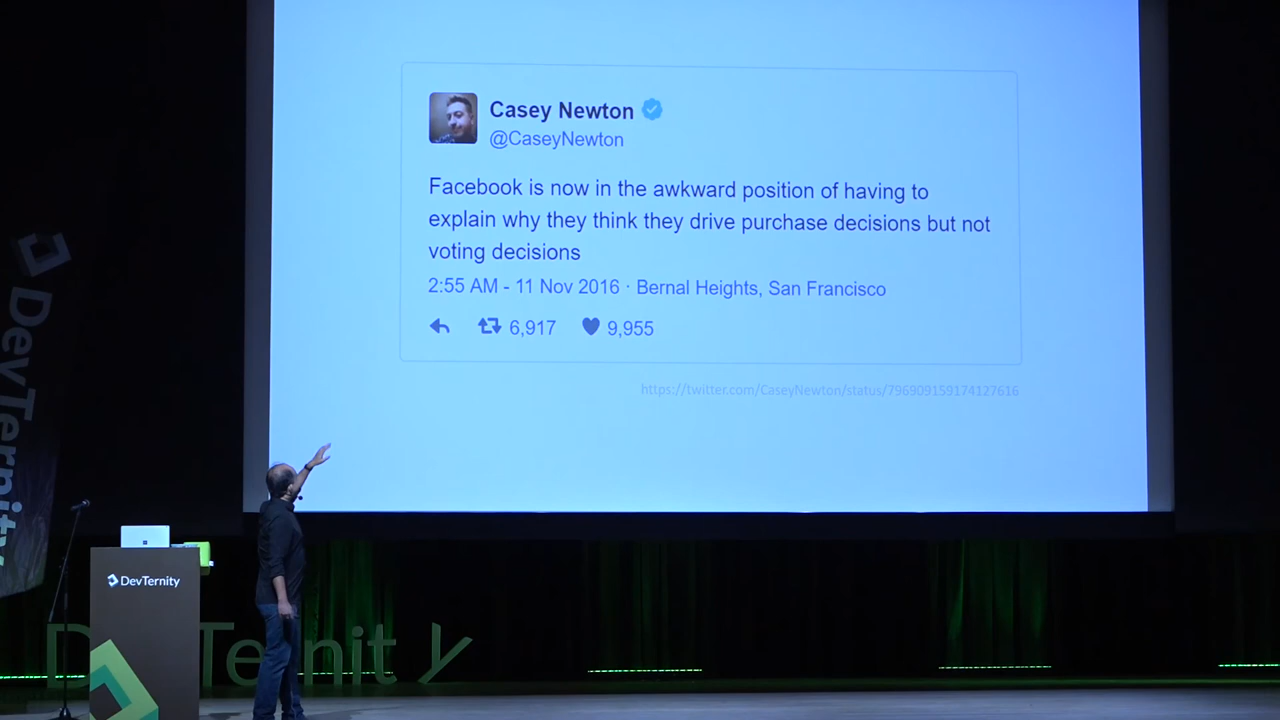 Casey Newton
@CaseyNewton
Facebook is now in the awkward position of having to
explain why they think they drive purchase decisions but not
voting decisions
2:55 AM - 11 Nov 2016 · Bernal Heights, San Francisco
6,917 9,955
https://twitter.com/CaseyNewton/status/796909159174127616
DevTernity
DevTernity
DevTernity